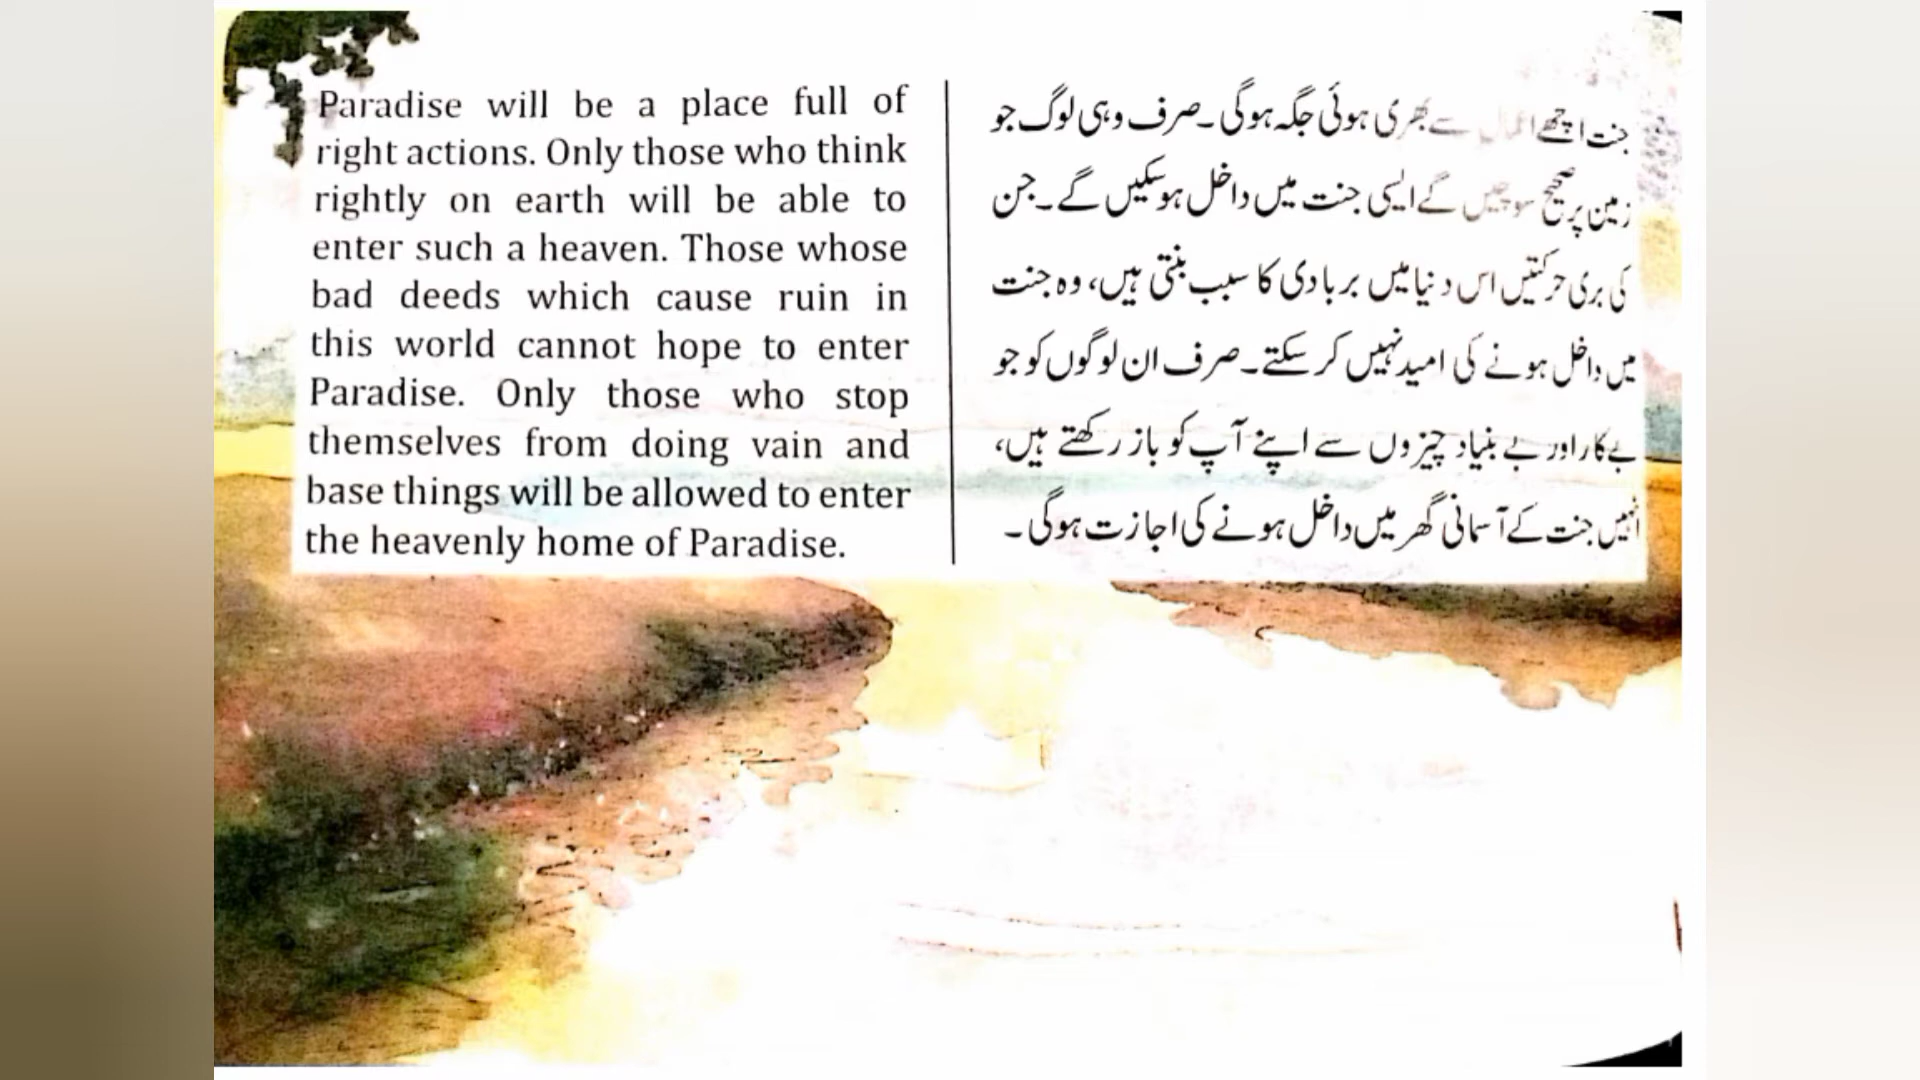 Paradise will be a place full of
right actions. Only those who think
rightly on earth will be able to
enter such a heaven. Those whose
bad deeds which cause ruin in
this world cannot hope to enter
Paradise. Only those who stop
themselves from doing vain and
base things will be allowed to enter
the heavenly home of Paradise.
جنت اچھے اعمال سے بھری ہوئی جگہ ہوگی۔ صرف وہی لوگ جو
زمین پر صحیح سوچیں گے ایسی جنت میں داخل ہوسکیں گے۔ جن
کی بری حرکتیں اس دنیا میں بربادی کا سبب بنتی ہیں، وہ جنت
میں داخل ہونے کی امید نہیں کر سکتے۔ صرف ان لوگوں کو جو
بے کار اور بے بنیاد چیزوں سے اپنے آپ کو باز رکھتے ہیں،
انہیں جنت کے آسمانی گھر میں داخل ہونے کی اجازت ہوگی۔